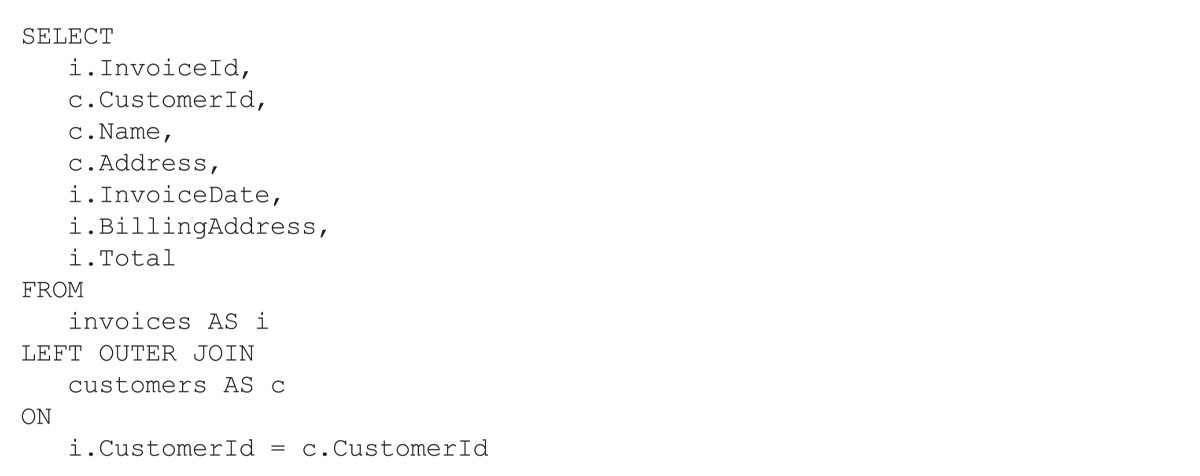 SELECT
i.InvoiceId,
c.CustomerId,
c.Name,
c.Address,
i.InvoiceDate,
i.BillingAddress,
i.Total
FROM
invoices AS i
LEFT OUTER JOIN
customers AS c
ON
i.CustomerId = c.CustomerId